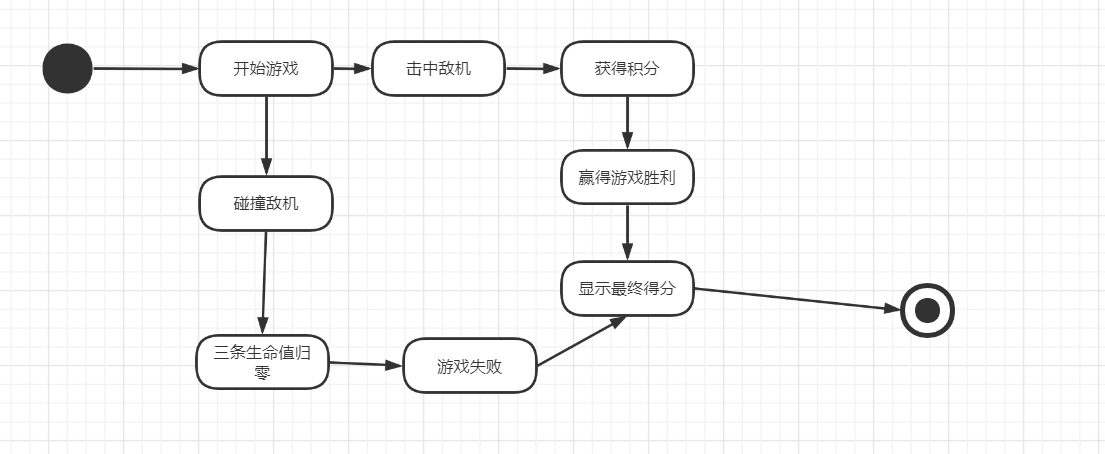 开始游戏
击中敌机
获得积分
赢得游戏胜利
碰撞敌机
显示最终得分
三条生命值归
零
游戏失败